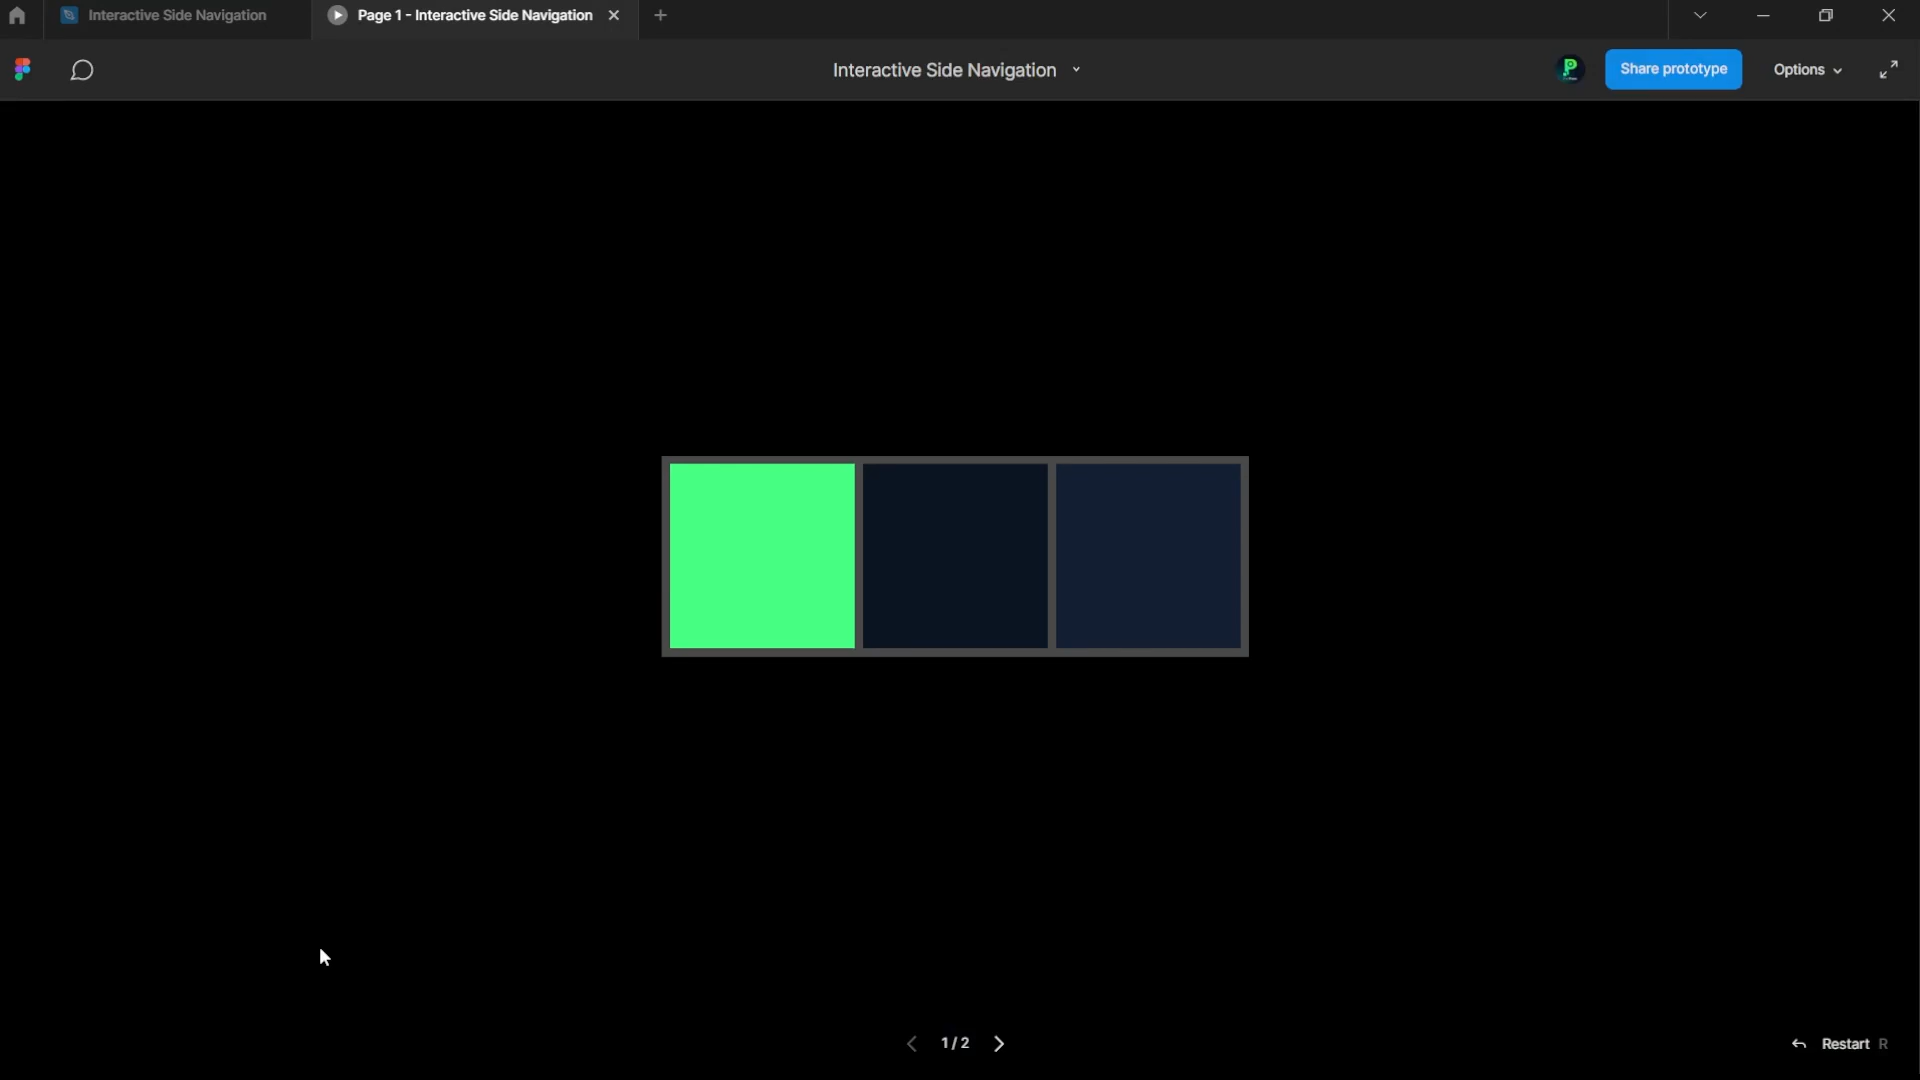 Interactive Side Navigation
Page 1 - Interactive Side Navigation
Interactive Side Navigation
Share prototype
Options
1 / 2
Restart R